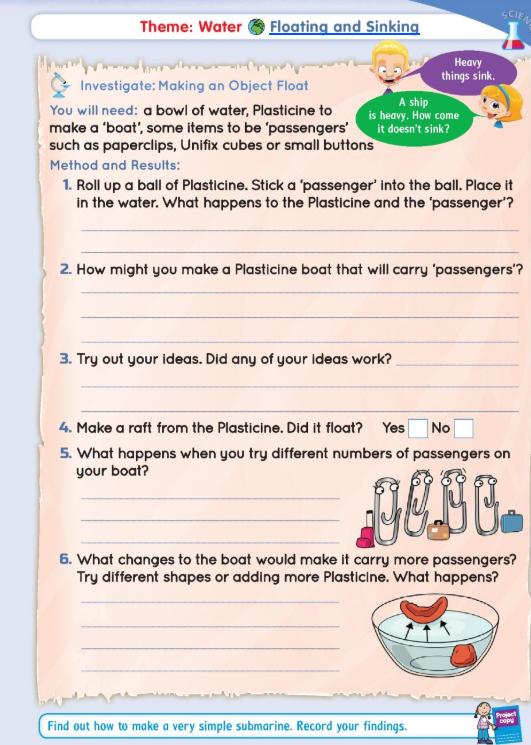 SCIEN
Theme: Water Floating and Sinking
Heavy
things sink.
A ship
is heavy. How come
it doesn't sink?
Investigate: Making an Object Float
You will need: a bowl of water, Plasticine to
make a 'boat', some items to be 'passengers'
such as paperclips, Unifix cubes or small buttons
Method and Results:
1. Roll up a ball of Plasticine. Stick a 'passenger' into the ball. Place it
in the water. What happens to the Plasticine and the 'passenger'?
2. How might you make a Plasticine boat that will carry 'passengers'?
3. Try out your ideas. Did any of your ideas work?
4. Make a raft from the Plasticine. Did it float? Yes No
5. What happens when you try different numbers of passengers on
your boat?
6. What changes to the boat would make it carry more passengers?
Try different shapes or adding more Plasticine. What happens?
Find out how to make a very simple submarine. Record your findings.
Project
copy